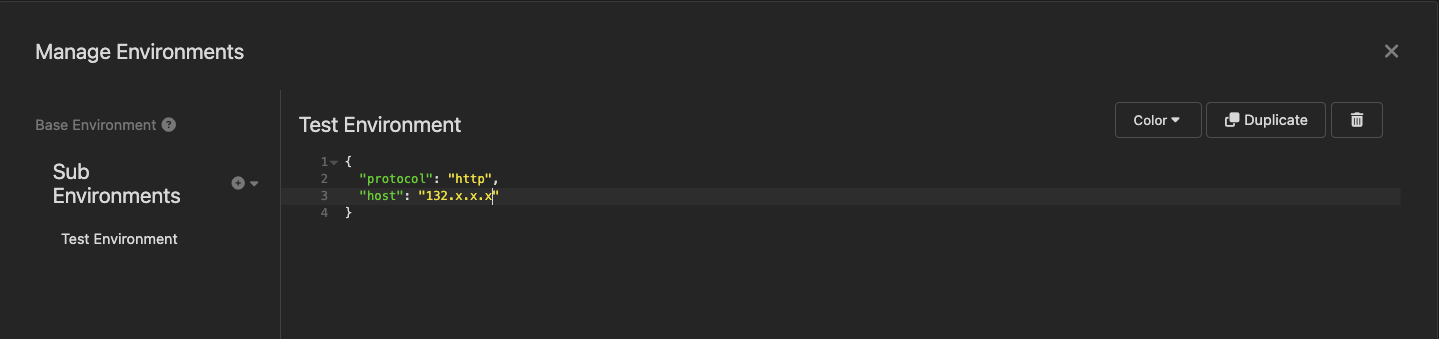 Manage Environments
Base Environment
Sub
Environments
Test Environment
Test Environment
Color
Duplicate
1 {
2 "protocol": "http",
3 "host": "132.x.x.x"
4 }